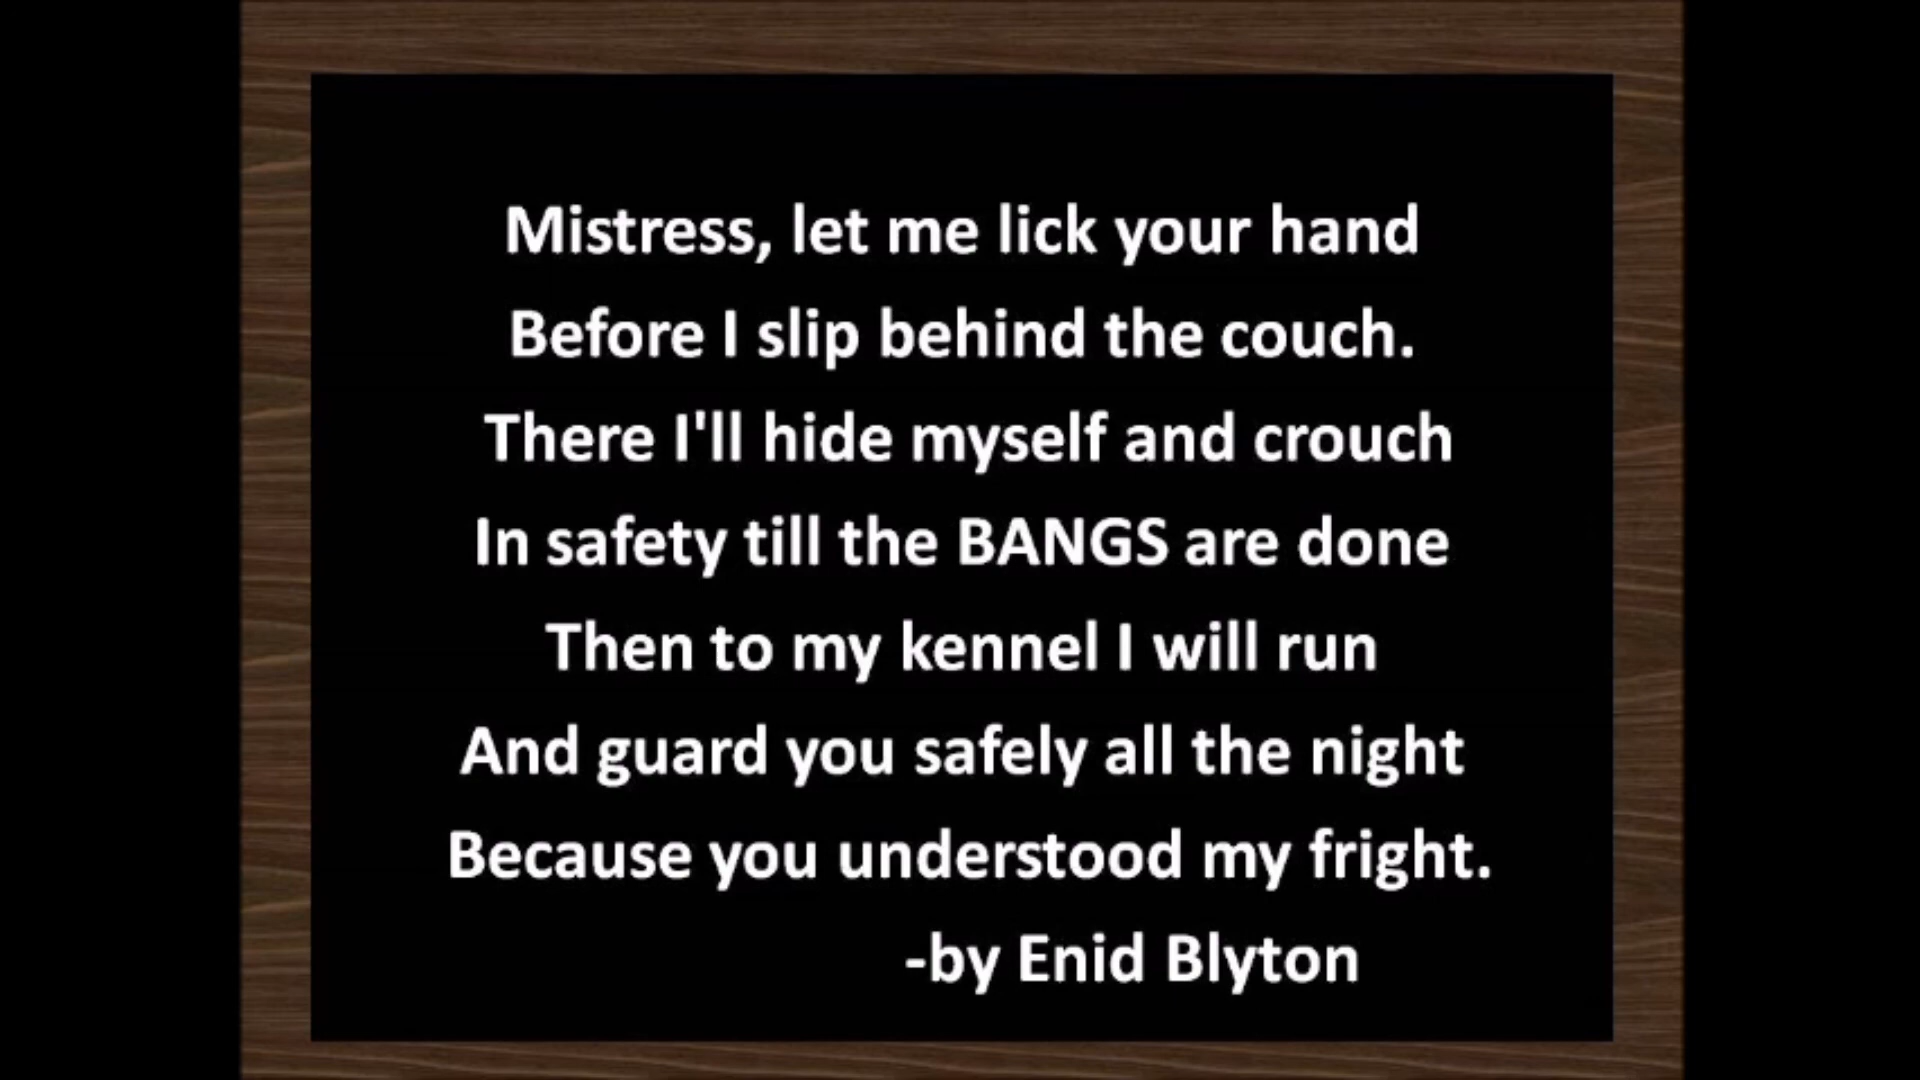 Mistress, let me lick your hand
Before I slip behind the couch.
There I'll hide myself and crouch
In safety till the BANGS are done
Then to my kennel I will run
And guard you safely all the night
Because you understood my fright.
-by Enid Blyton